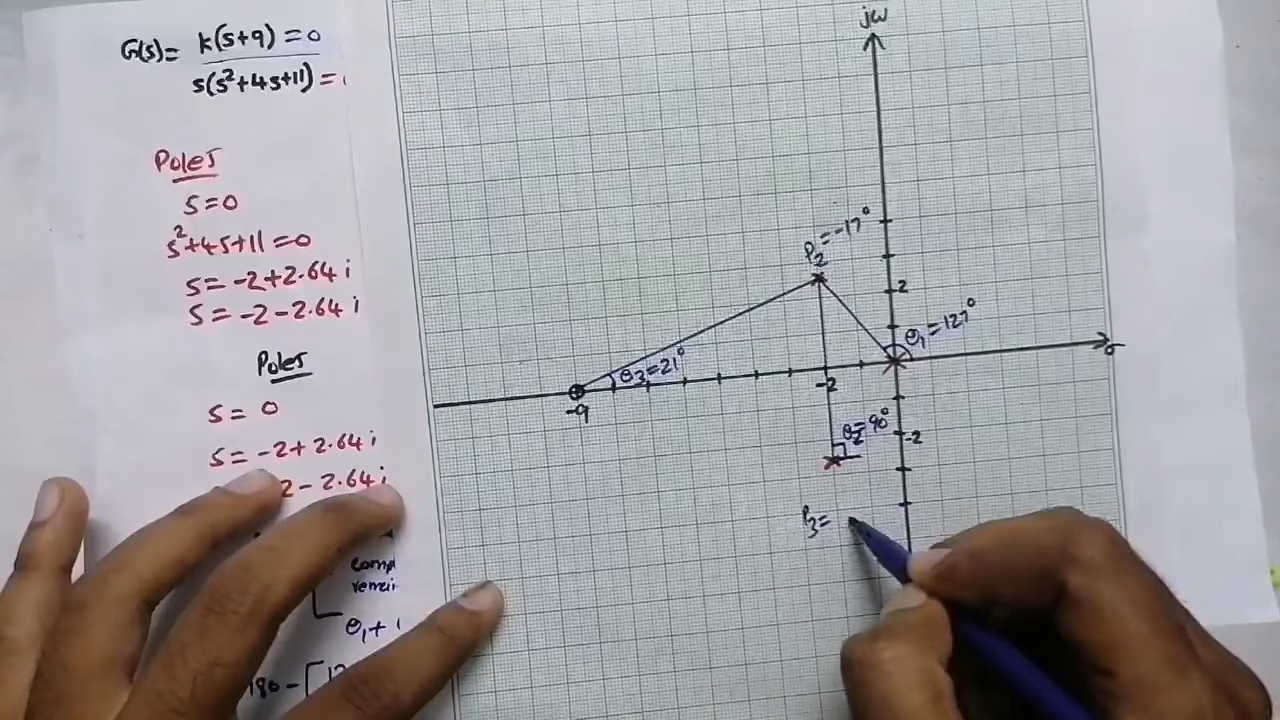 G(s)= k(s+9) = 0
s(s²+4s+11) =
Poles
s=0
s²+4s+11=0
s= -2+2.64 i
s= -2-2.64 i
Poles
s= 0
s= -2+2.64 i
2-2.64 i
θ₁+
180-[
jω
P₂=-17°
2
θ₁=127°
σ
θ₃=21°
-9
-2
θ₂=90°
-2
P₃=